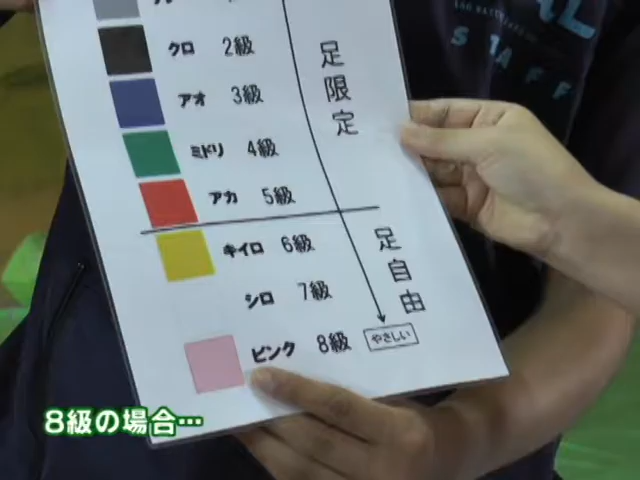 クロ 2級
アオ 3級
ミドリ 4級
アカ 5級
足限定
キイロ 6級
シロ 7級
ピンク 8級
足自由
やさしい
8級の場合…
STAFF